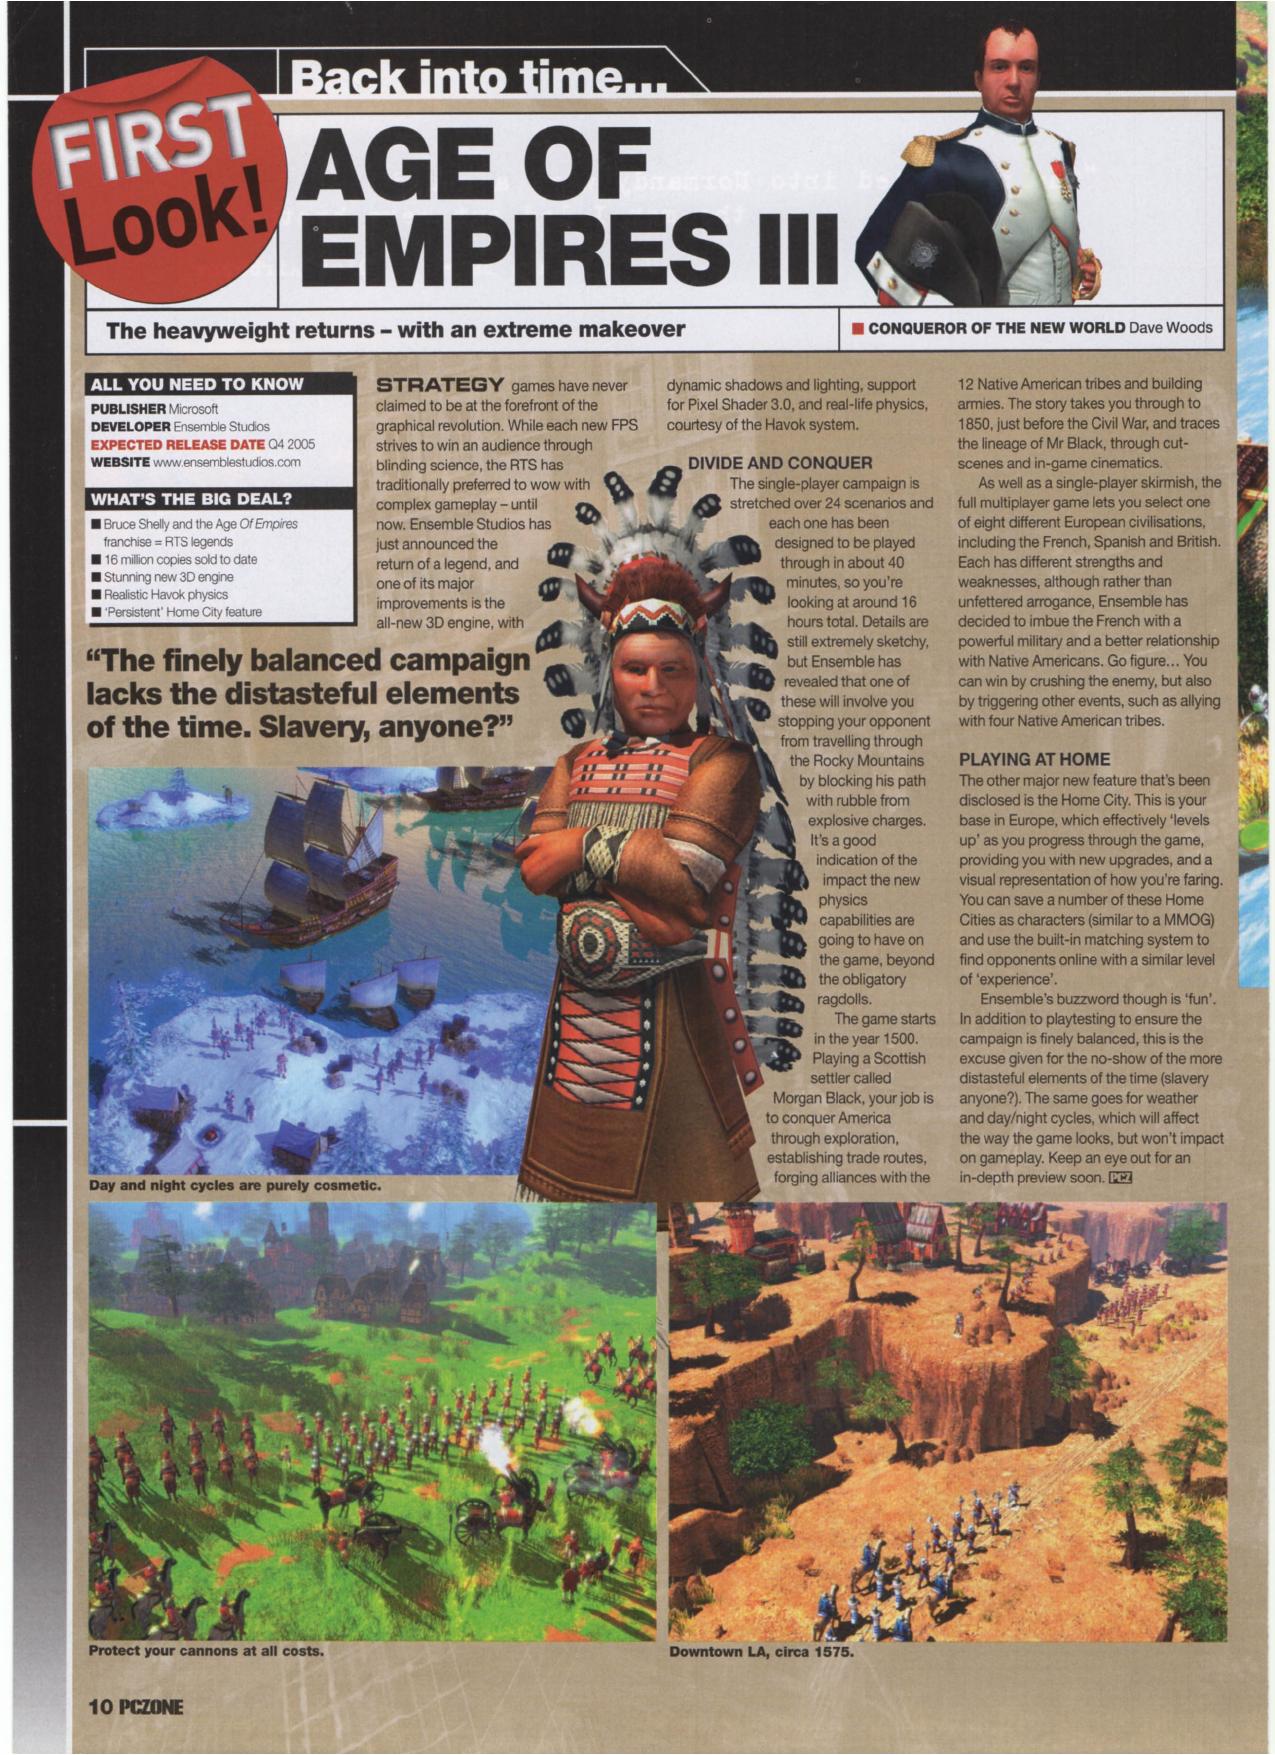 Back into time...
FIRST
Look!
AGE OF
EMPIRES III
The heavyweight returns – with an extreme makeover
■ CONQUEROR OF THE NEW WORLD Dave Woods
ALL YOU NEED TO KNOW
PUBLISHER Microsoft
DEVELOPER Ensemble Studios
EXPECTED RELEASE DATE Q4 2005
WEBSITE www.ensemblestudios.com
WHAT'S THE BIG DEAL?
■ Bruce Shelly and the Age Of Empires
franchise = RTS legends
■ 16 million copies sold to date
■ Stunning new 3D engine
■ Realistic Havok physics
■ 'Persistent' Home City feature
"The finely balanced campaign
lacks the distasteful elements
of the time. Slavery, anyone?"
STRATEGY games have never
claimed to be at the forefront of the
graphical revolution. While each new FPS
strives to win an audience through
blinding science, the RTS has
traditionally preferred to wow with
complex gameplay – until
now. Ensemble Studios has
just announced the
return of a legend, and
one of its major
improvements is the
all-new 3D engine, with
dynamic shadows and lighting, support
for Pixel Shader 3.0, and real-life physics,
courtesy of the Havok system.
DIVIDE AND CONQUER
The single-player campaign is
stretched over 24 scenarios and
each one has been
designed to be played
through in about 40
minutes, so you're
looking at around 16
hours total. Details are
still extremely sketchy,
but Ensemble has
revealed that one of
these will involve you
stopping your opponent
from travelling through
the Rocky Mountains
by blocking his path
with rubble from
explosive charges.
It's a good
indication of the
impact the new
physics
capabilities are
going to have on
the game, beyond
the obligatory
ragdolls.
The game starts
in the year 1500.
Playing a Scottish
settler called
Morgan Black, your job is
to conquer America
through exploration,
establishing trade routes,
forging alliances with the
12 Native American tribes and building
armies. The story takes you through to
1850, just before the Civil War, and traces
the lineage of Mr Black, through cut-
scenes and in-game cinematics.
As well as a single-player skirmish, the
full multiplayer game lets you select one
of eight different European civilisations,
including the French, Spanish and British.
Each has different strengths and
weaknesses, although rather than
unfettered arrogance, Ensemble has
decided to imbue the French with a
powerful military and a better relationship
with Native Americans. Go figure... You
can win by crushing the enemy, but also
by triggering other events, such as allying
with four Native American tribes.
PLAYING AT HOME
The other major new feature that's been
disclosed is the Home City. This is your
base in Europe, which effectively 'levels
up' as you progress through the game,
providing you with new upgrades, and a
visual representation of how you're faring.
You can save a number of these Home
Cities as characters (similar to a MMOG)
and use the built-in matching system to
find opponents online with a similar level
of 'experience'.
Ensemble's buzzword though is 'fun'.
In addition to playtesting to ensure the
campaign is finely balanced, this is the
excuse given for the no-show of the more
distasteful elements of the time (slavery
anyone?). The same goes for weather
and day/night cycles, which will affect
the way the game looks, but won't impact
on gameplay. Keep an eye out for an
in-depth preview soon. PCZ
Day and night cycles are purely cosmetic.
Protect your cannons at all costs.
Downtown LA, circa 1575.
10 PCZONE